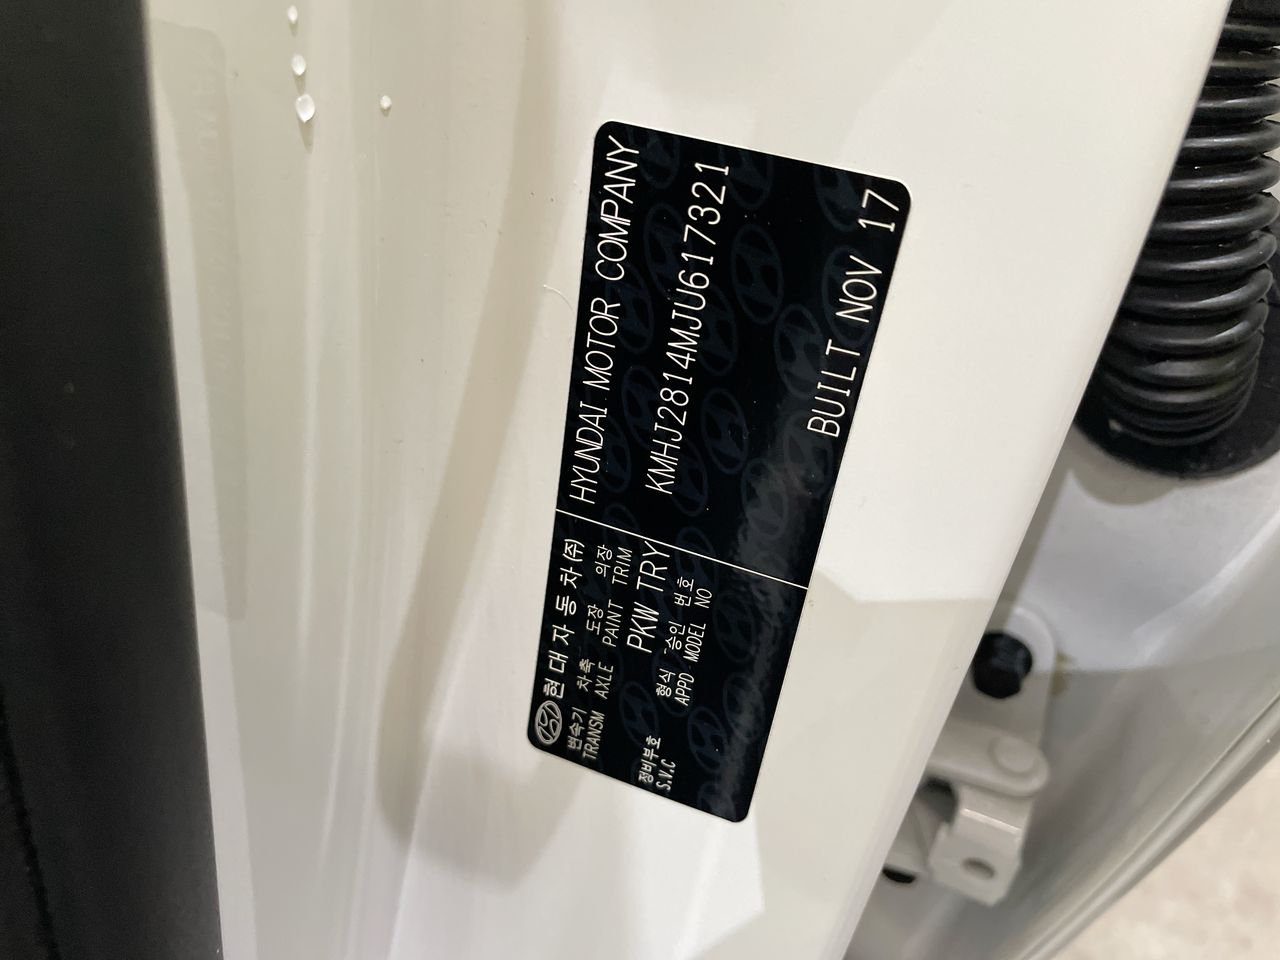 현대자동차(주)
HYUNDAI MOTOR COMPANY
변속기 차축 도장 의장
TRANSM AXLE PAINT TRIM
PKW TRY
KMHJ2814MJU617321
정비부호 형식 승인 번호
S.V.C APPD MODEL NO
BUILT NOV 17